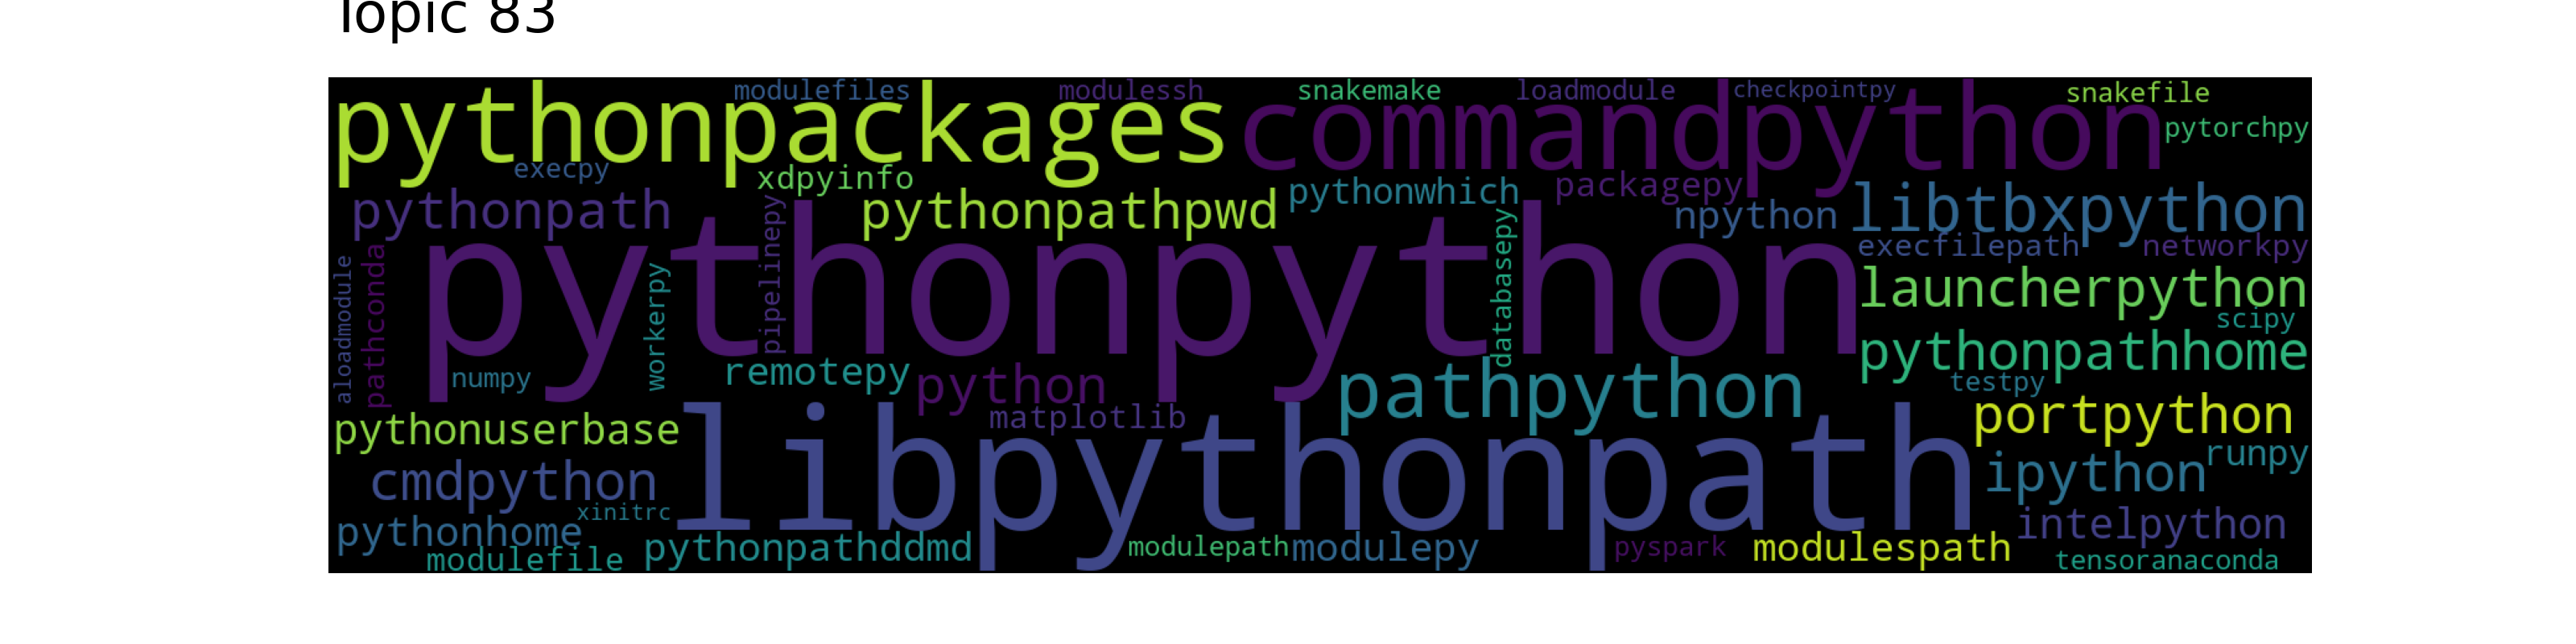 Topic 83
modulefiles
modulessh
snakemake
loadmodule
checkpointpy
snakefile
pythonpackages
commandpython
pytorchpy
execpy
xdpyinfo
pythonwhich
packagepy
pythonpath
pythonpathpwd
npython
libtbxpython
execfilepath
networkpy
pythonpython
pipelinepy
databasepy
workerpy
aloadmodule
pathconda
launcherpython
scipy
pythonpathhome
numpy
remotepy
python
pathpython
testpy
matplotlib
portpython
pythonuserbase
libpythonpath
runpy
cmdpython
ipython
xinitrc
intelpython
pythonhome
modulefile
pythonpathddmd
modulepath
modulepy
pyspark
modulespath
tensoranaconda